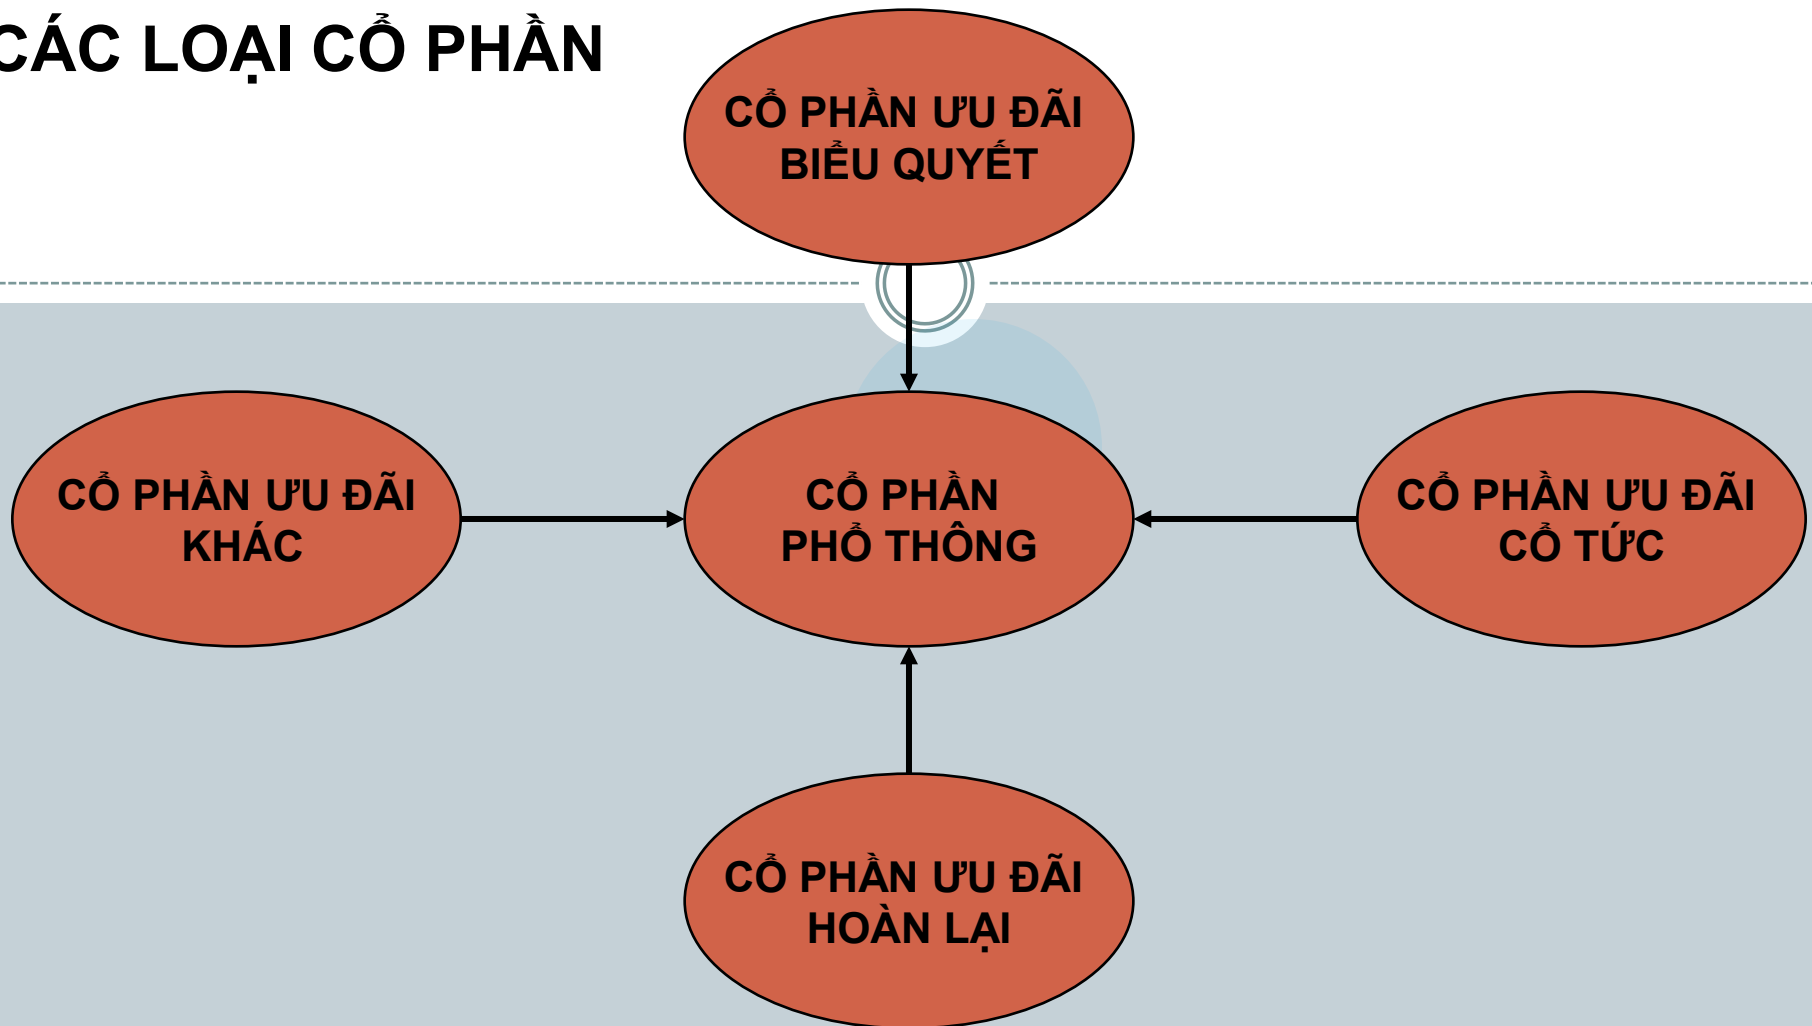 CÁC LOẠI CỔ PHẦN
CỔ PHẦN ƯU ĐÃI
BIỂU QUYẾT
CỔ PHẦN ƯU ĐÃI
KHÁC
CỔ PHẦN
PHỔ THÔNG
CỔ PHẦN ƯU ĐÃI
CỔ TỨC
CỔ PHẦN ƯU ĐÃI
HOÀN LẠI